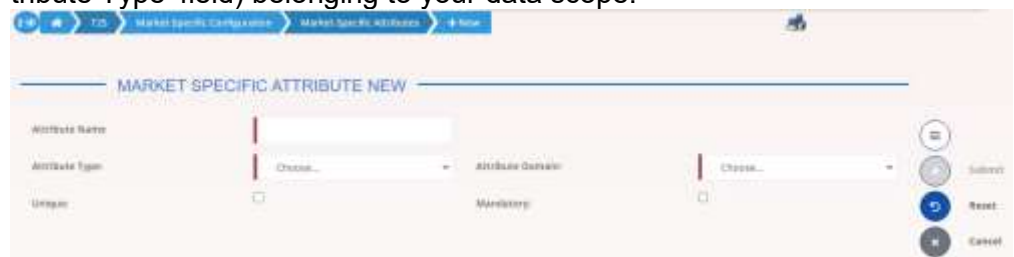 tribute Type" field) belonging to your data scope.
T2S Market Specific Configuration Market Specific Attributes + New
MARKET SPECIFIC ATTRIBUTE NEW
Attribute Name
Attribute Type: Choose... Attribute Domain: Choose...
Submit
Unique: Mandatory:
Reset
Cancel